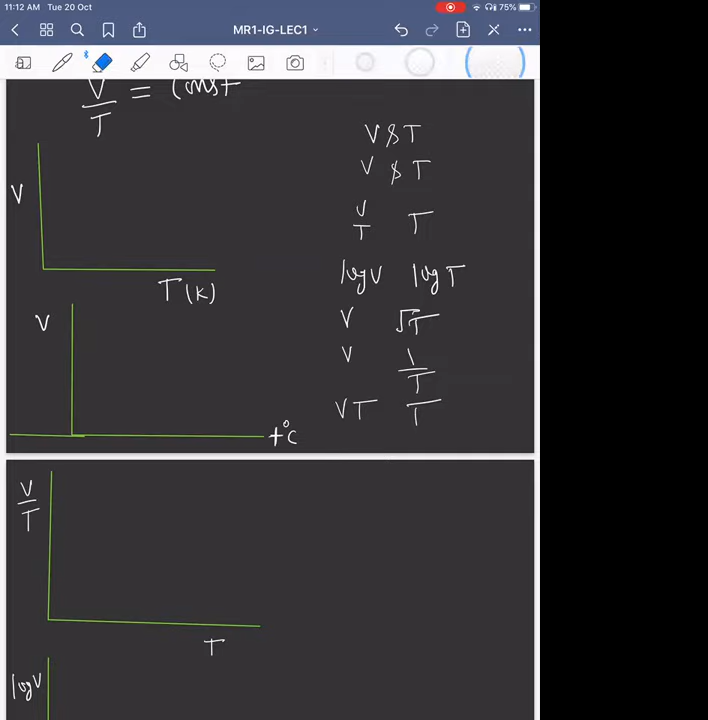 11:12 AM Tue 20 Oct
75%
MR1-IG-LEC1
V/T = Const
V & T
V & T
V/T T
log V log T
V √T
V 1/T
VT T
V
T (K)
V
t°C
V/T
T
log V